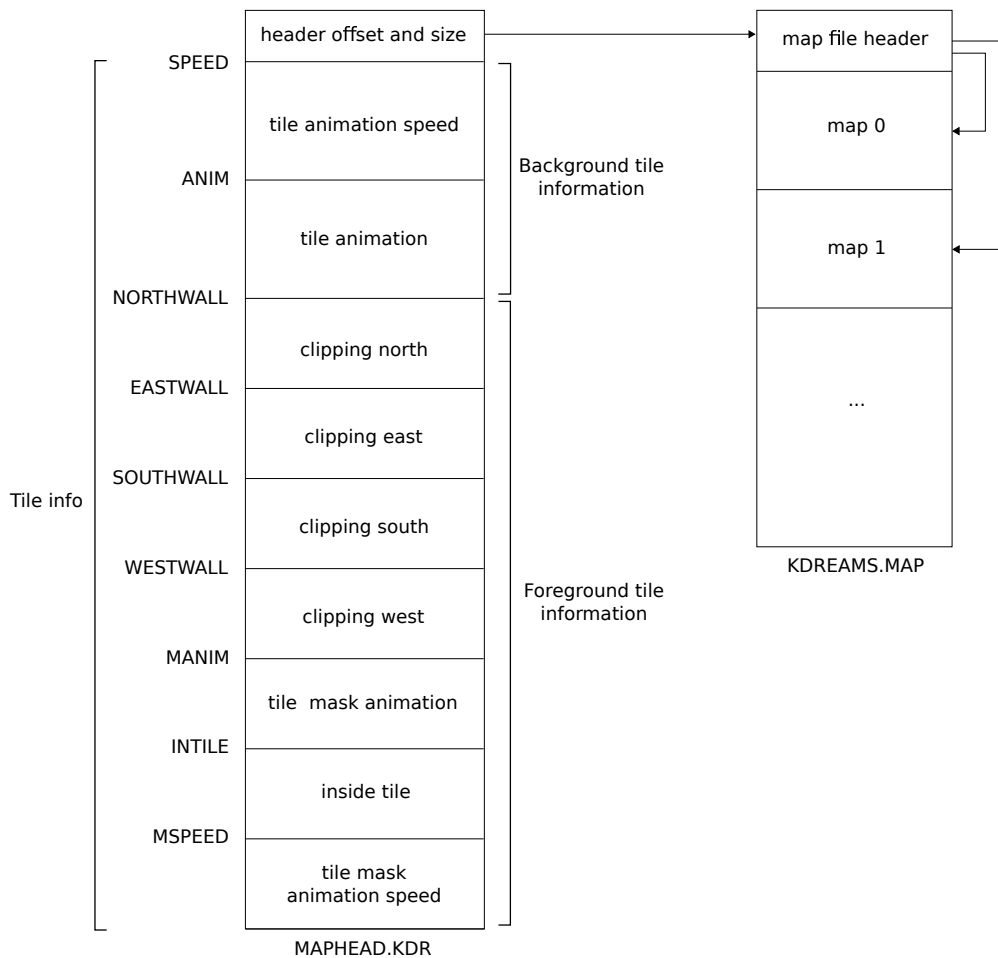 header offset and size
SPEED
tile animation speed
ANIM
tile animation
Background tile
information
NORTHWALL
clipping north
EASTWALL
clipping east
SOUTHWALL
clipping south
Tile info
WESTWALL
clipping west
Foreground tile
information
MANIM
tile  mask animation
INTILE
inside tile
MSPEED
tile mask
animation speed
MAPHEAD.KDR
map file header
map 0
map 1
...
KDREAMS.MAP